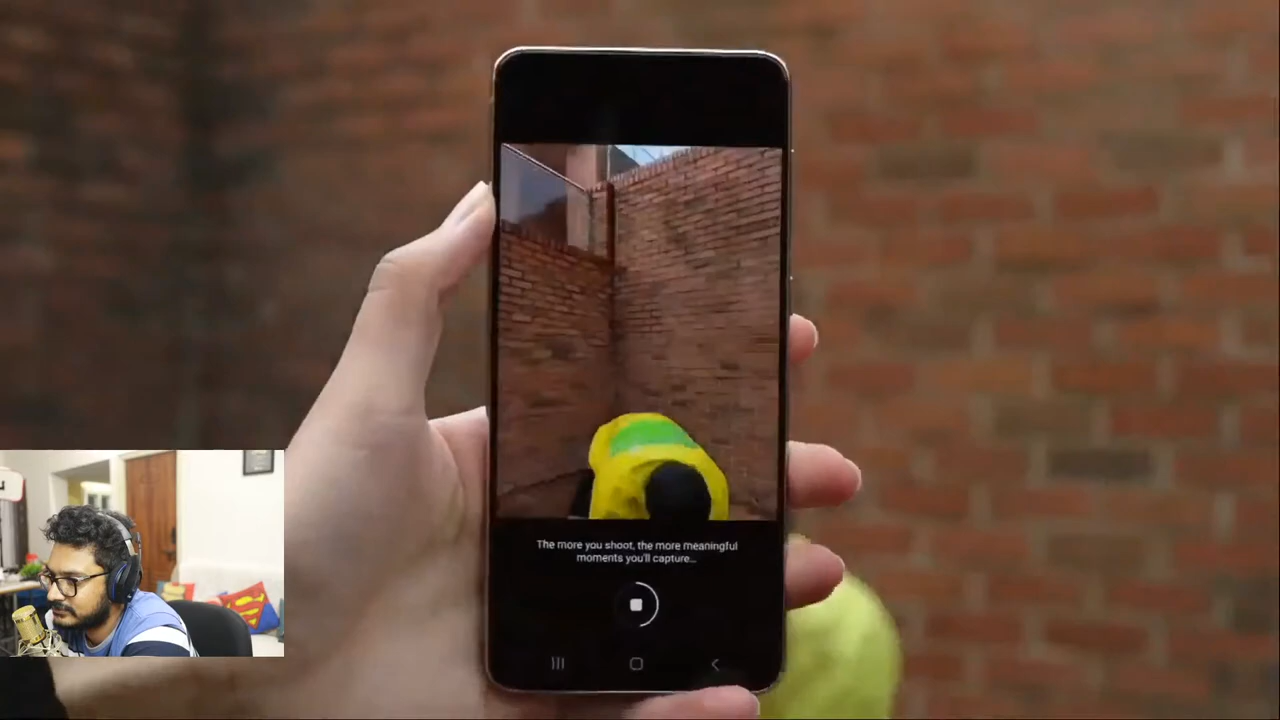 The more you shoot, the more meaningful
moments you'll capture...